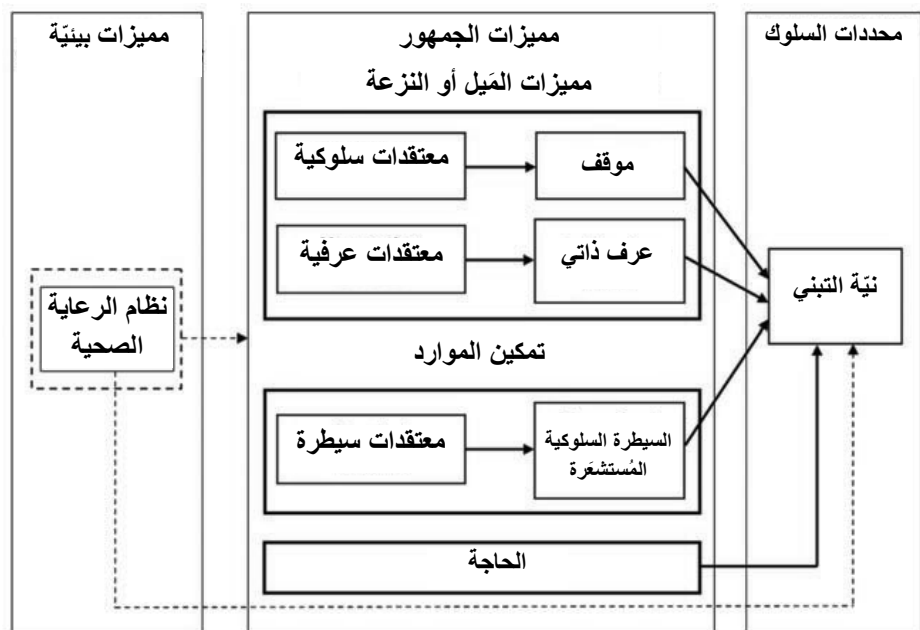 محددات السلوك
مميزات الجمهور
مميزات بيئيّة
مميزات المَيل أو النزعة
معتقدات سلوكية
موقف
معتقدات عرفية
عرف ذاتي
نيّة التبني
نظام الرعاية
الصحية
تمكين الموارد
معتقدات سيطرة
السيطرة السلوكية
المُستشعَرة
الحاجة